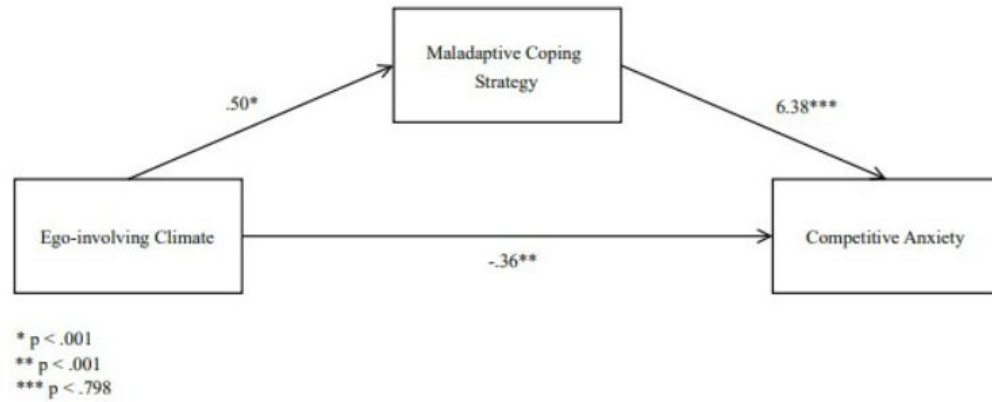 Maladaptive Coping
Strategy
.50*
6.38***
Ego-involving Climate
Competitive Anxiety
-.36**
* p < .001
** p < .001
*** p < .798